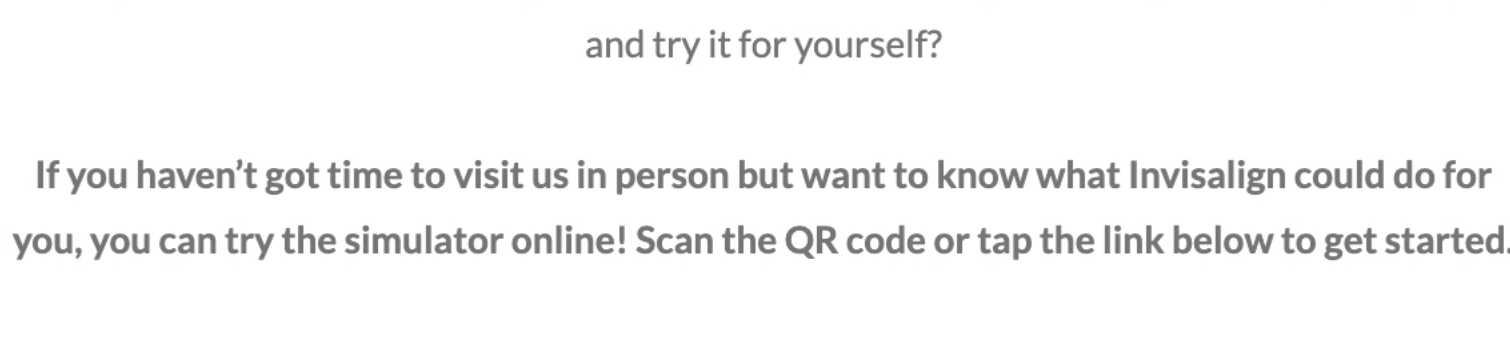 and try it for yourself?
If you haven’t got time to visit us in person but want to know what Invisalign could do for
you, you can try the simulator online! Scan the QR code or tap the link below to get started.